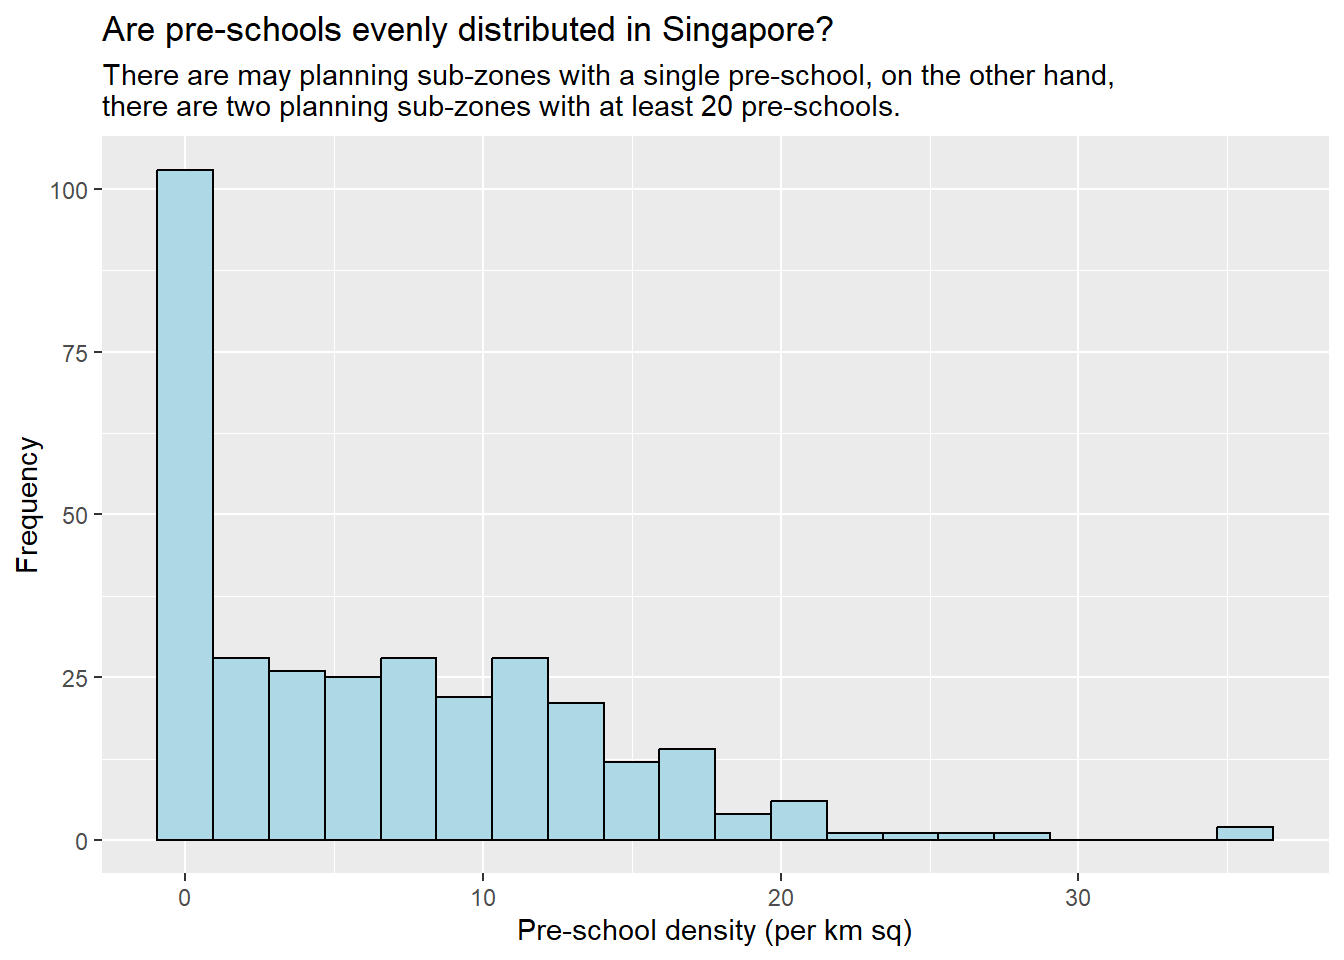 Are pre-schools evenly distributed in Singapore?
There are may planning sub-zones with a single pre-school, on the other hand,
there are two planning sub-zones with at least 20 pre-schools.
100
75
50
25
0
Frequency
0 10 20 30
Pre-school density (per km sq)